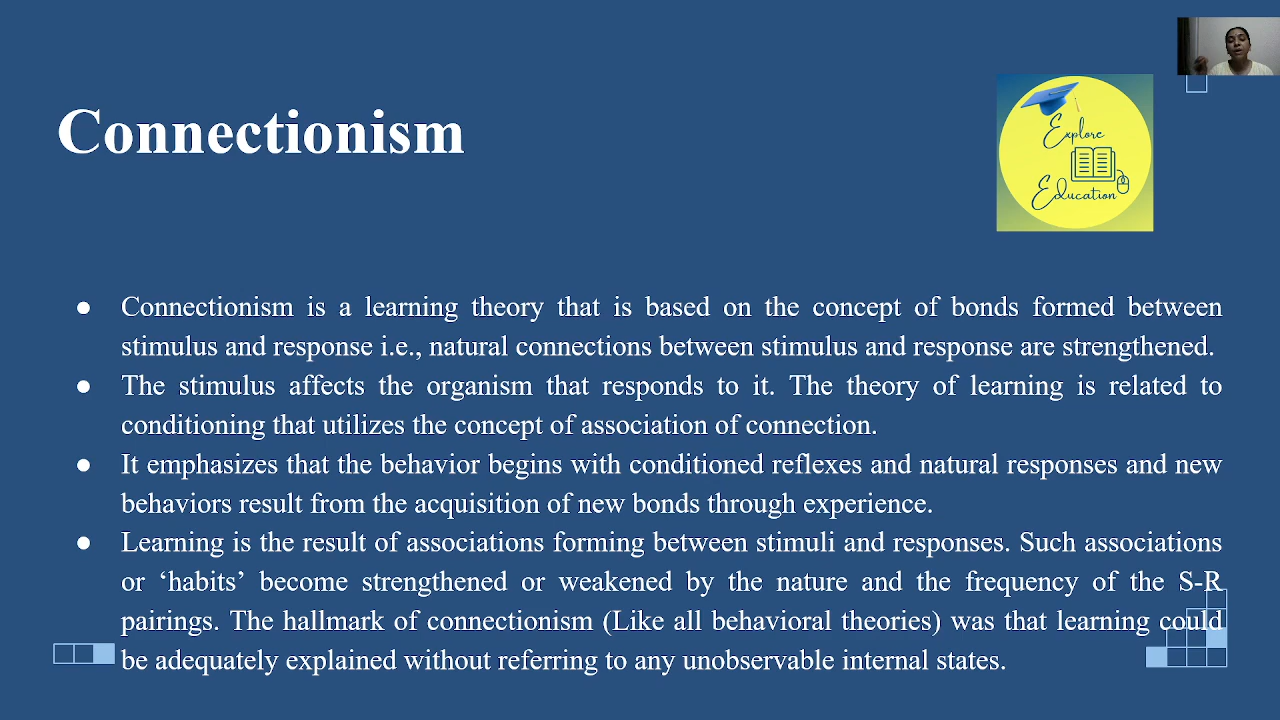 Connectionism
Explore
Education
● Connectionism is a learning theory that is based on the concept of bonds formed between
stimulus and response i.e., natural connections between stimulus and response are strengthened.
● The stimulus affects the organism that responds to it. The theory of learning is related to
conditioning that utilizes the concept of association of connection.
● It emphasizes that the behavior begins with conditioned reflexes and natural responses and new
behaviors result from the acquisition of new bonds through experience.
● Learning is the result of associations forming between stimuli and responses. Such associations
or ‘habits’ become strengthened or weakened by the nature and the frequency of the S-R
pairings. The hallmark of connectionism (Like all behavioral theories) was that learning could
be adequately explained without referring to any unobservable internal states.